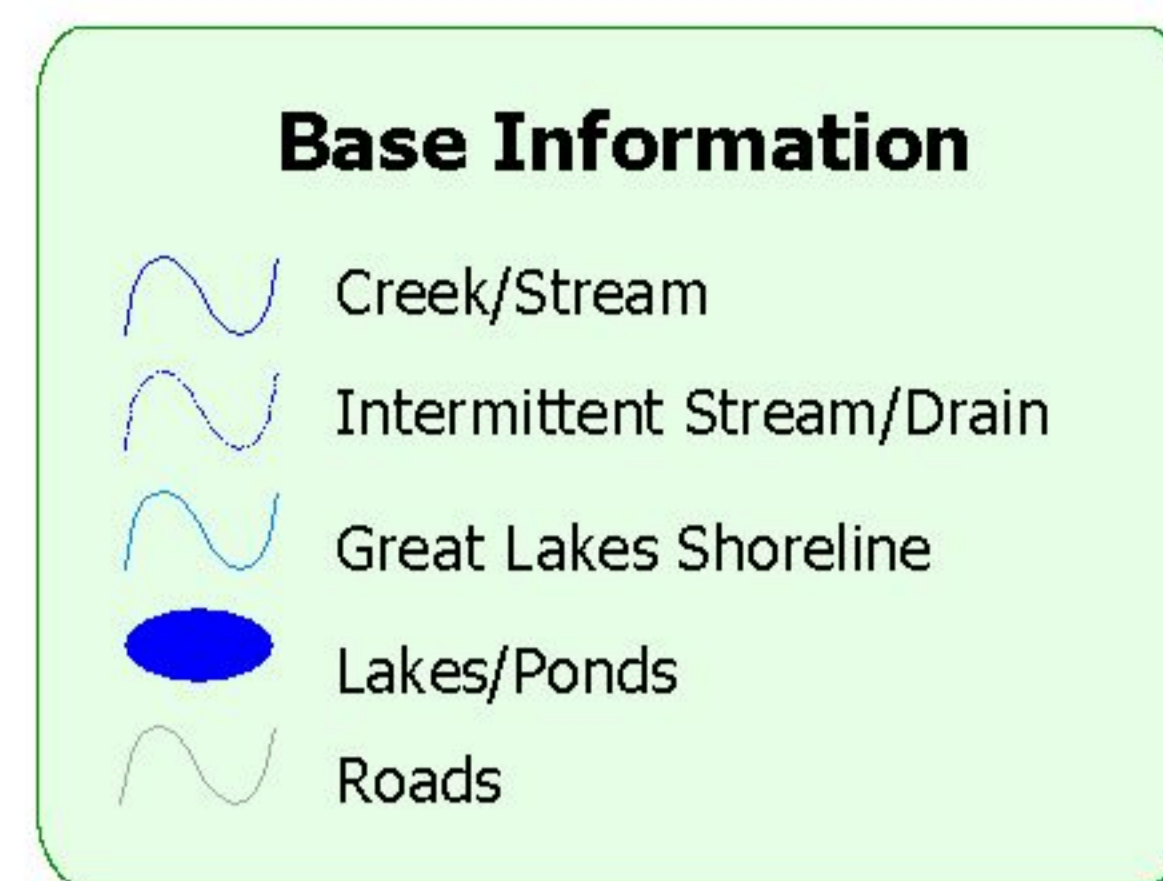 Base Information
Creek/Stream
Intermittent Stream/Drain
Great Lakes Shoreline
Lakes/Ponds
Roads